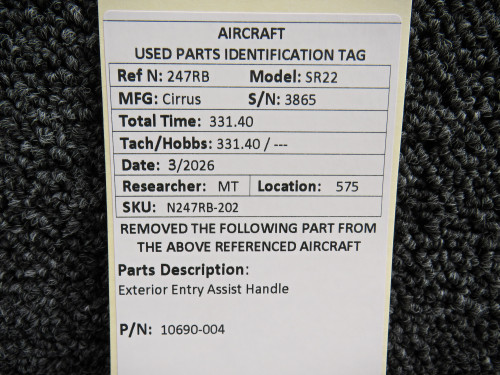 AIRCRAFT
USED PARTS IDENTIFICATION TAG
Ref N: 247RB Model: SR22
MFG: Cirrus S/N: 3865
Total Time: 331.40
Tach/Hobbs: 331.40 / ---
Date: 3/2026
Researcher: MT Location: 575
SKU: N247RB-202
REMOVED THE FOLLOWING PART FROM
THE ABOVE REFERENCED AIRCRAFT
Parts Description:
Exterior Entry Assist Handle
P/N: 10690-004